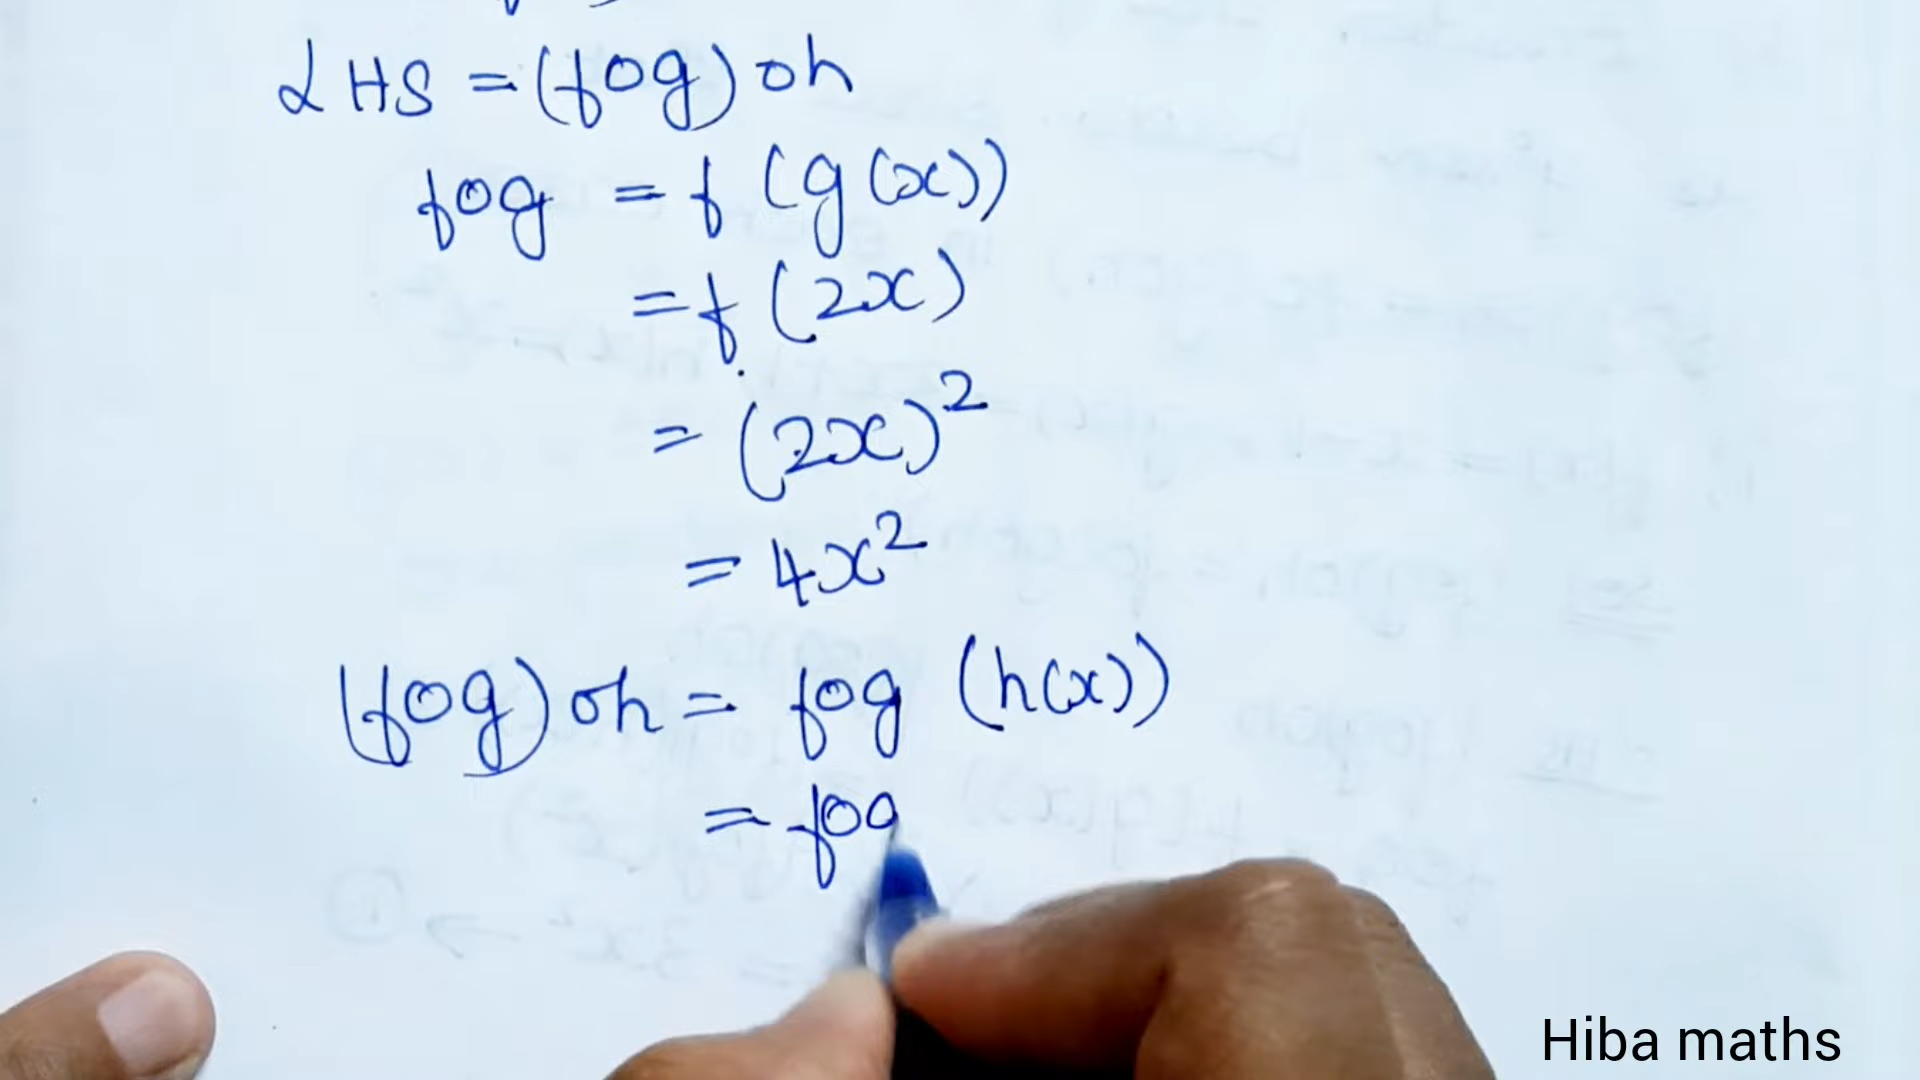 LHS = (fog) oh
fog = f (g(x))
= f (2x)
= (2x)²
= 4x²
(fog) oh = fog (h(x))
= fog
Hiba maths